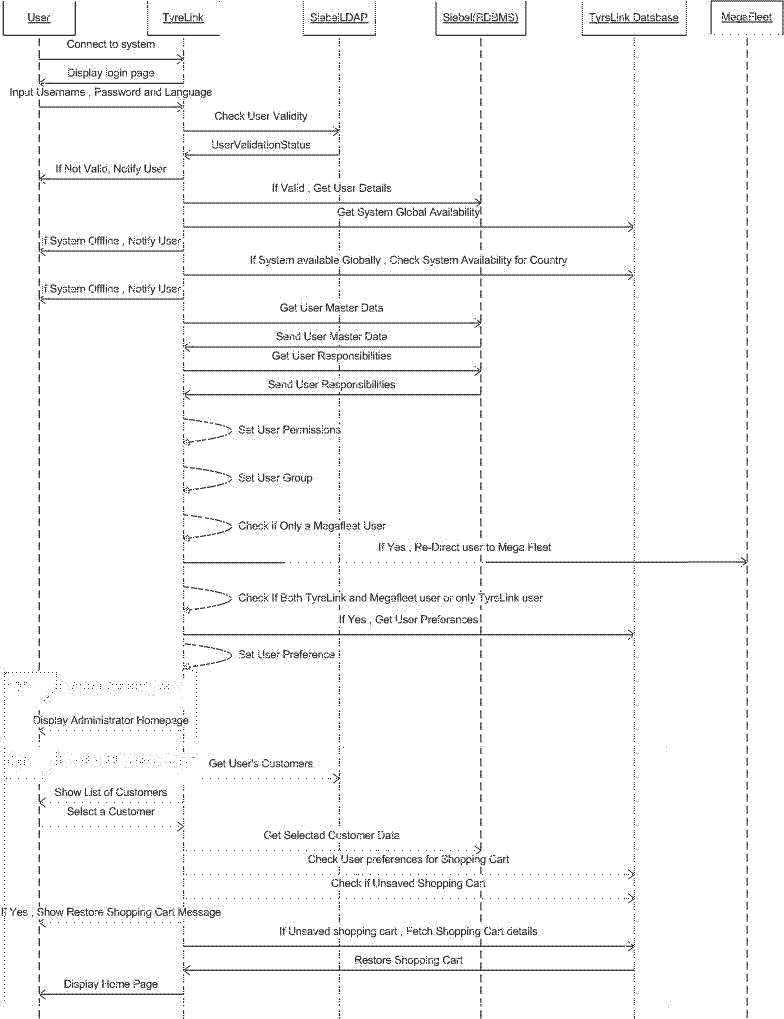 User
TyreLink
SiebelLDAP
Siebel(RDBMS)
TyreLink Database
MegaFleet
Connect to system
Display login page
Input Username , Password and Language
Check User Validity
UserValidationStatus
If Not Valid, Notify User
If Valid , Get User Details
Get System Global Availability
If System Offline , Notify User
If System available Globally , Check System Availability for Country
If System Offline , Notify User
Get User Master Data
Send User Master Data
Get User Responsibilities
Send User Responsibilities
Set User Permissions
Set User Group
Check if Only a Megafleet User
If Yes , Re-Direct user to Mega Fleet
Check If Both TyreLink and Megafleet user or only TyreLink user
If Yes , Get User Preferences
Set User Preference
Display Administrator Homepage
Get User's Customers
Show List of Customers
Select a Customer
Get Selected Customer Data
Check User preferences for Shopping Cart
Check if Unsaved Shopping Cart
If Yes , Show Restore Shopping Cart Message
If Unsaved shopping cart , Fetch Shopping Cart details
Restore Shopping Cart
Display Home Page